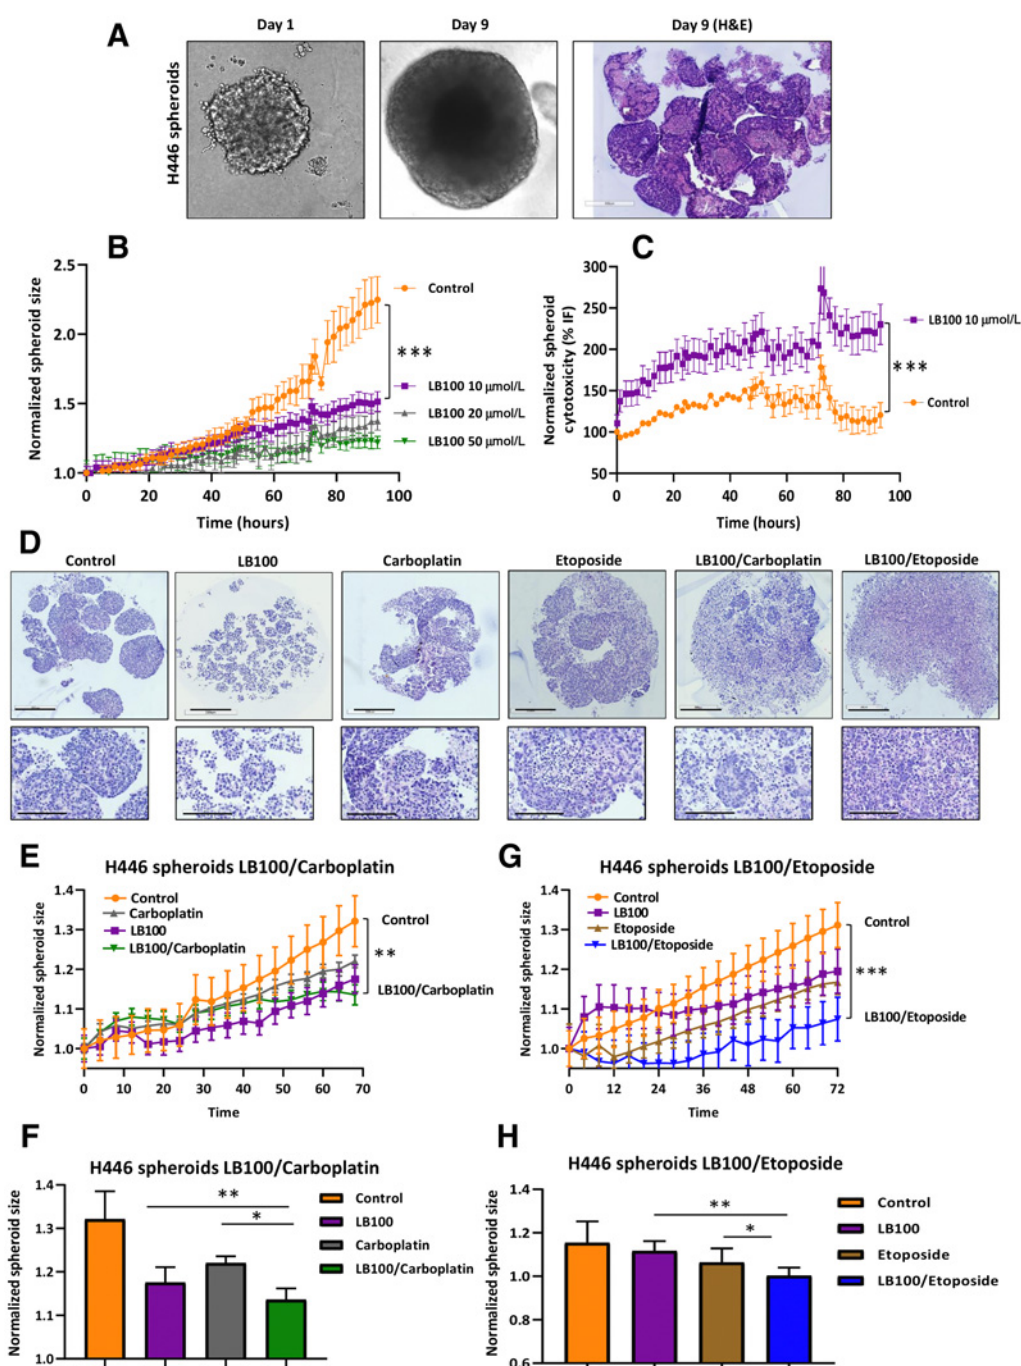 A
Day 1
Day 9
Day 9 (H&E)
H446 spheroids
B
Normalized spheroid size
2.5
2.0
1.5
1.0
0
20
40
60
80
100
Time (hours)
Control
***
LB100 10 µmol/L
LB100 20 µmol/L
LB100 50 µmol/L
C
Normalized spheroid
cytotoxicity (% IF)
300
250
200
150
100
50
0
20
40
60
80
100
Time (hours)
LB100 10 µmol/L
***
Control
D
Control
LB100
Carboplatin
Etoposide
LB100/Carboplatin
LB100/Etoposide
E
H446 spheroids LB100/Carboplatin
Normalized spheroid size
1.4
1.3
1.2
1.1
1.0
Control
Carboplatin
LB100
LB100/Carboplatin
Control
**
LB100/Carboplatin
0
10
20
30
40
50
60
70
Time
G
H446 spheroids LB100/Etoposide
Normalized spheroid size
1.4
1.3
1.2
1.1
1.0
Control
LB100
Etoposide
LB100/Etoposide
Control
***
LB100/Etoposide
0
12
24
36
48
60
72
Time
F
H446 spheroids LB100/Carboplatin
Normalized spheroid size
1.4
1.3
1.2
1.1
1.0
**
*
Control
LB100
Carboplatin
LB100/Carboplatin
H
H446 spheroids LB100/Etoposide
Normalized spheroid size
1.4
1.2
1.0
0.8
0.6
**
*
Control
LB100
Etoposide
LB100/Etoposide